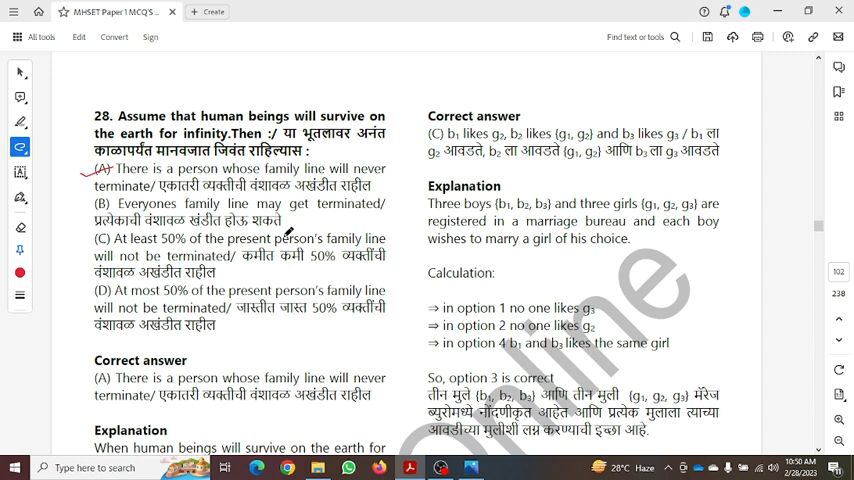 MHSET Paper 1 MCQ'S ...
Create
All tools
Edit
Convert
Sign
Find text or tools
28. Assume that human beings will survive on
the earth for infinity.Then :/ या भूतलावर अनंत
काळापर्यंत मानवजात जिवंत राहिल्यास :
(A) There is a person whose family line will never
terminate/ एकातरी व्यक्तीची वंशावळ अखंडीत राहील
(B) Everyones family line may get terminated/
प्रत्येकाची वंशावळ खंडीत होऊ शकते
(C) At least 50% of the present person's family line
will not be terminated/ कमीत कमी 50% व्यक्तींची
वंशावळ अखंडीत राहील
(D) At most 50% of the present person's family line
will not be terminated/ जास्तीत जास्त 50% व्यक्तींची
वंशावळ अखंडीत राहील
Correct answer
(A) There is a person whose family line will never
terminate/ एकातरी व्यक्तीची वंशावळ अखंडीत राहील
Explanation
When human beings will survive on the earth for
Correct answer
(C) b₁ likes g₂, b₂ likes {g₁, g₂} and b₃ likes g₃ / b₁ ला
g₂ आवडते, b₂ ला आवडते {g₁, g₂} आणि b₃ ला g₃ आवडते
Explanation
Three boys {b₁, b₂, b₃} and three girls {g₁, g₂, g₃} are
registered in a marriage bureau and each boy
wishes to marry a girl of his choice.
Calculation:
⇒ in option 1 no one likes g₃
⇒ in option 2 no one likes g₂
⇒ in option 4 b₁ and b₃ likes the same girl
So, option 3 is correct
तीन मुले {b₁, b₂, b₃} आणि तीन मुली {g₁, g₂, g₃} मॅरेज
ब्युरोमध्ये नोंदणीकृत आहेत आणि प्रत्येक मुलाला त्याच्या
आवडीच्या मुलीशी लग्न करण्याची इच्छा आहे.
Online
102
238
Type here to search
28°C Haze
10:50 AM
2/28/2023